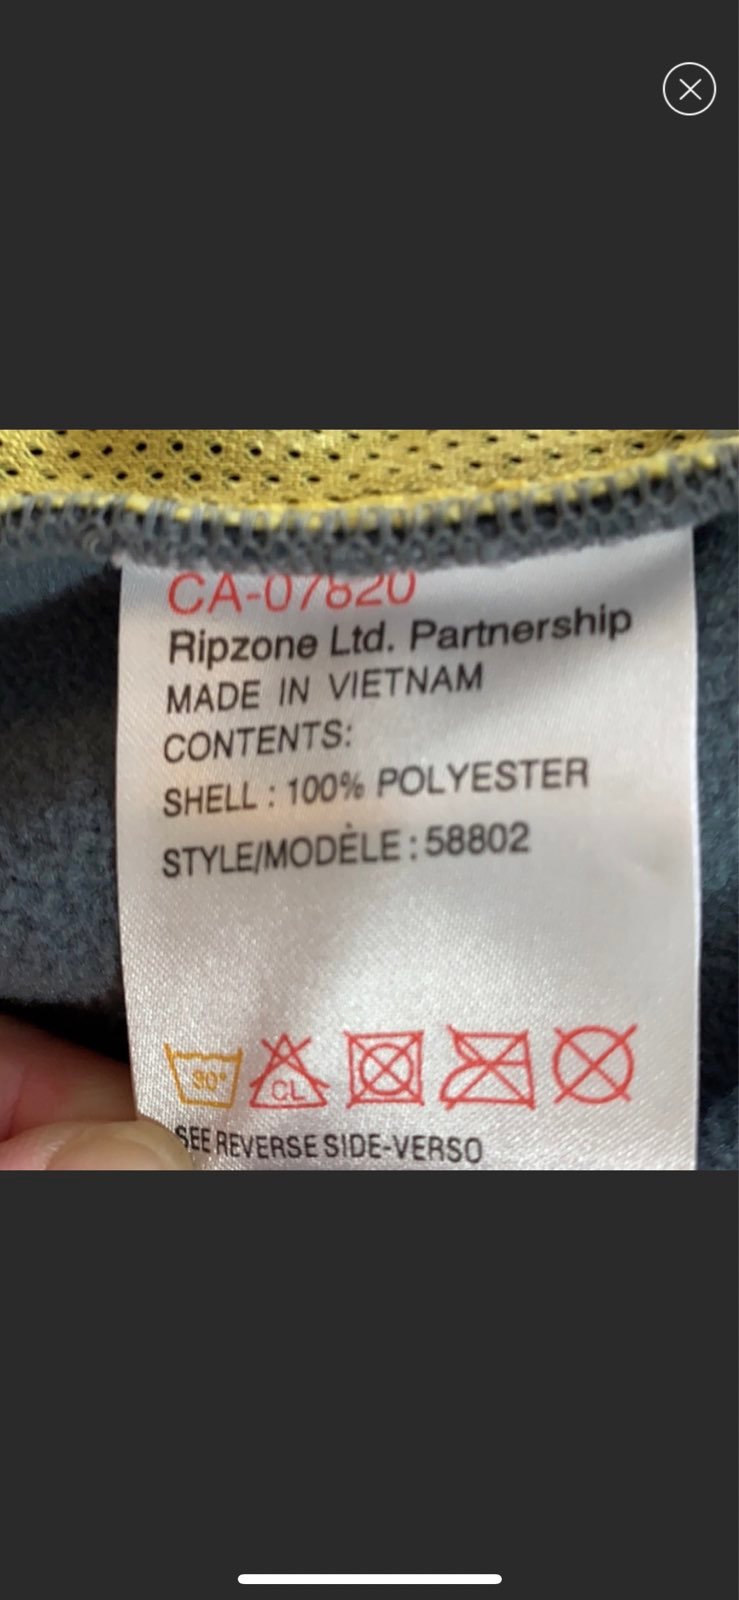 CA-07820
Ripzone Ltd. Partnership
MADE IN VIETNAM
CONTENTS:
SHELL : 100% POLYESTER
STYLE/MODÈLE : 58802
30° CL
SEE REVERSE SIDE-VERSO